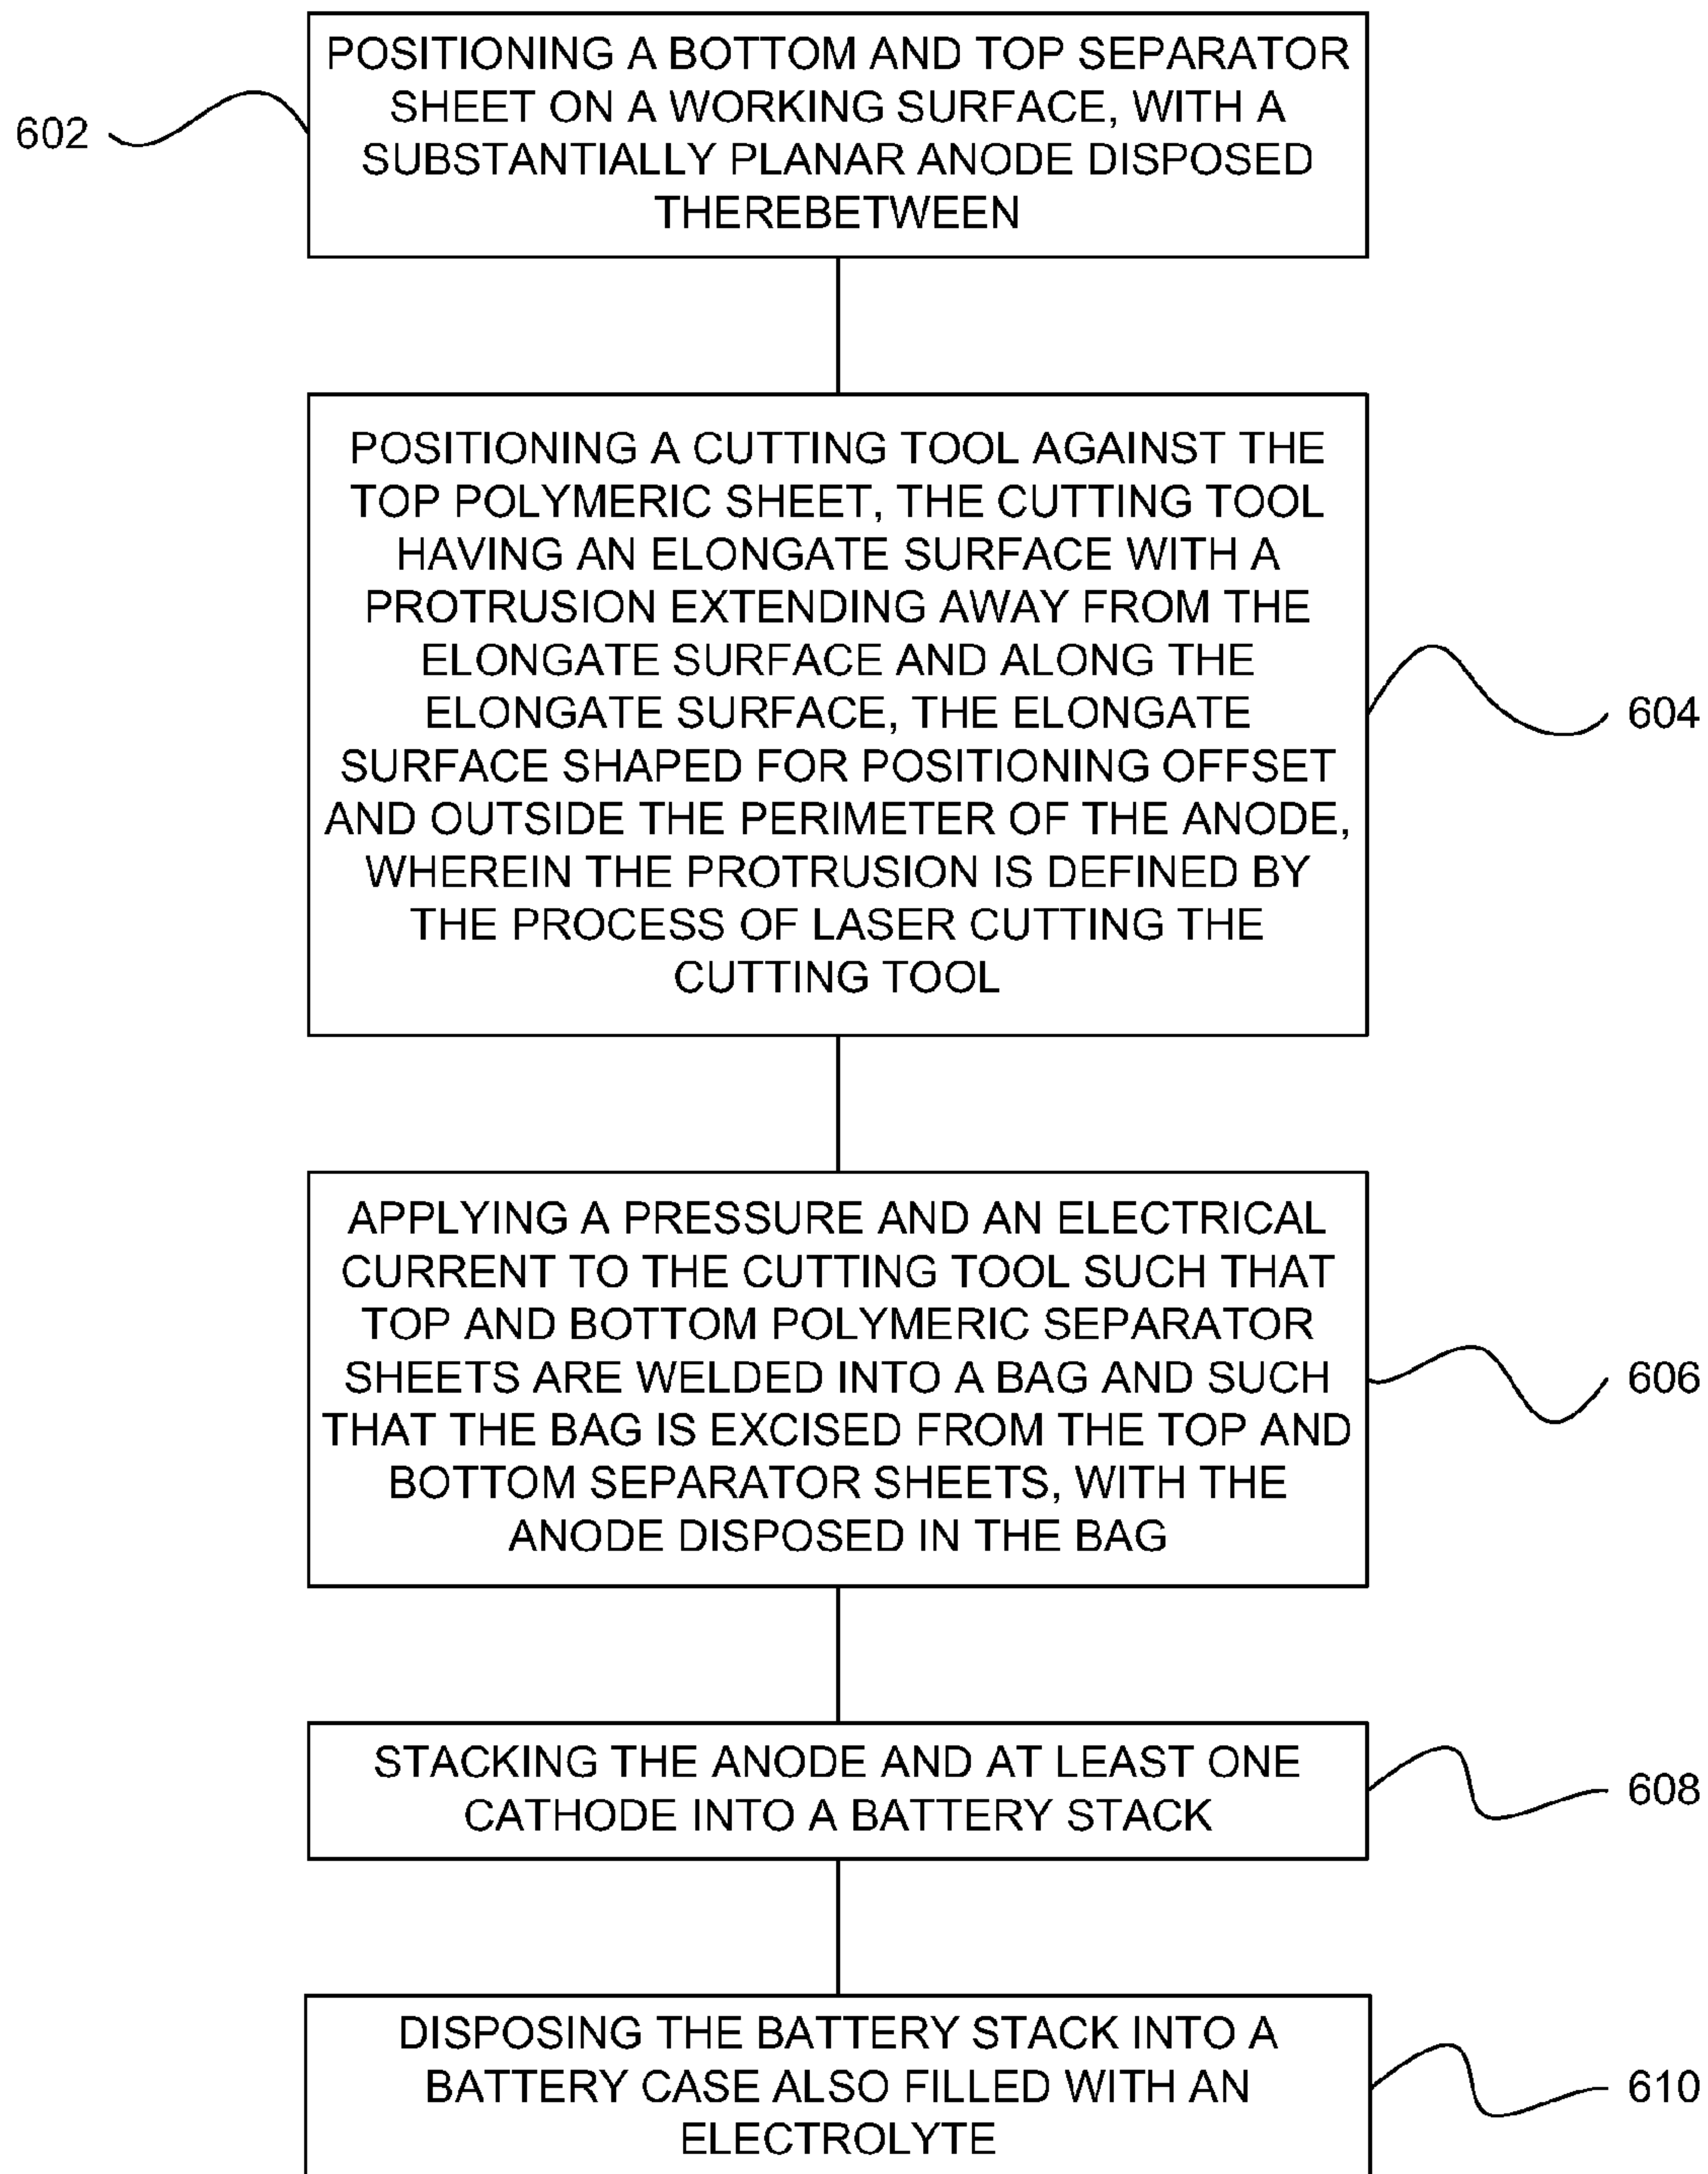 POSITIONING A BOTTOM AND TOP SEPARATOR
SHEET ON A WORKING SURFACE, WITH A
SUBSTANTIALLY PLANAR ANODE DISPOSED
THEREBETWEEN
602
POSITIONING A CUTTING TOOL AGAINST THE
TOP POLYMERIC SHEET, THE CUTTING TOOL
HAVING AN ELONGATE SURFACE WITH A
PROTRUSION EXTENDING AWAY FROM THE
ELONGATE SURFACE AND ALONG THE
ELONGATE SURFACE, THE ELONGATE
SURFACE SHAPED FOR POSITIONING OFFSET
AND OUTSIDE THE PERIMETER OF THE ANODE,
WHEREIN THE PROTRUSION IS DEFINED BY
THE PROCESS OF LASER CUTTING THE
CUTTING TOOL
604
APPLYING A PRESSURE AND AN ELECTRICAL
CURRENT TO THE CUTTING TOOL SUCH THAT
TOP AND BOTTOM POLYMERIC SEPARATOR
SHEETS ARE WELDED INTO A BAG AND SUCH
THAT THE BAG IS EXCISED FROM THE TOP AND
BOTTOM SEPARATOR SHEETS, WITH THE
ANODE DISPOSED IN THE BAG
606
STACKING THE ANODE AND AT LEAST ONE
CATHODE INTO A BATTERY STACK
608
DISPOSING THE BATTERY STACK INTO A
BATTERY CASE ALSO FILLED WITH AN
ELECTROLYTE
610